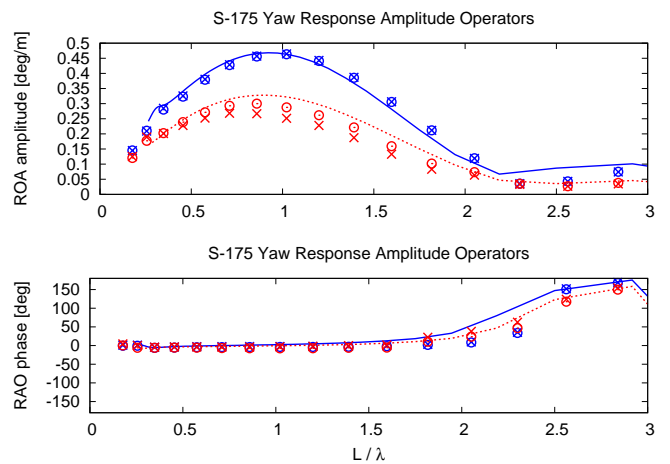 S-175 Yaw Response Amplitude Operators
ROA amplitude [deg/m]
0.5
0.45
0.4
0.35
0.3
0.25
0.2
0.15
0.1
0.05
0
0 0.5 1 1.5 2 2.5 3
S-175 Yaw Response Amplitude Operators
RAO phase [deg]
150
100
50
0
-50
-100
-150
0 0.5 1 1.5 2 2.5 3
L / λ